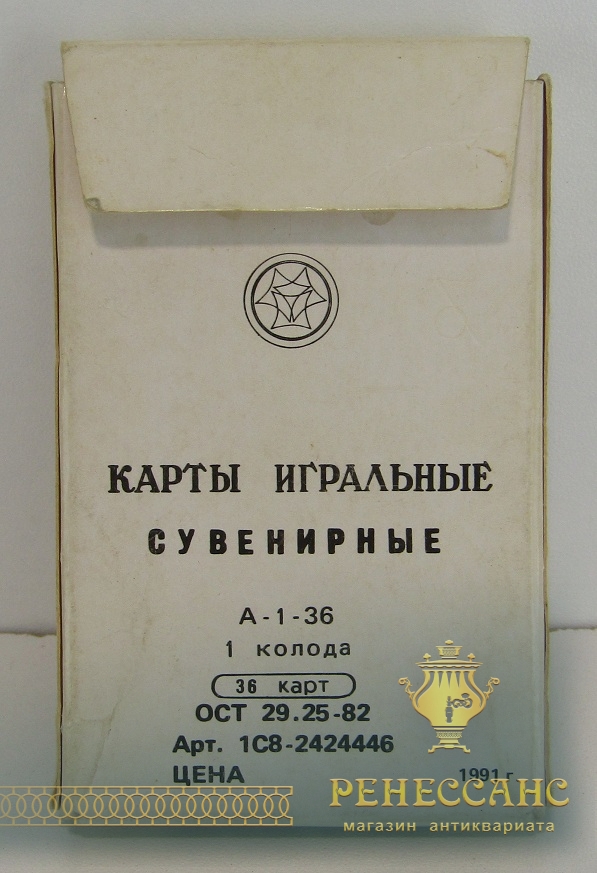 КАРТЫ ИГРАЛЬНЫЕ
СУВЕНИРНЫЕ
А-1-36
1 колода
36 карт
ОСТ 29.25-82
Арт. 1С8-2424446
ЦЕНА 1991 г.
РЕНЕССАНС
магазин антиквариата